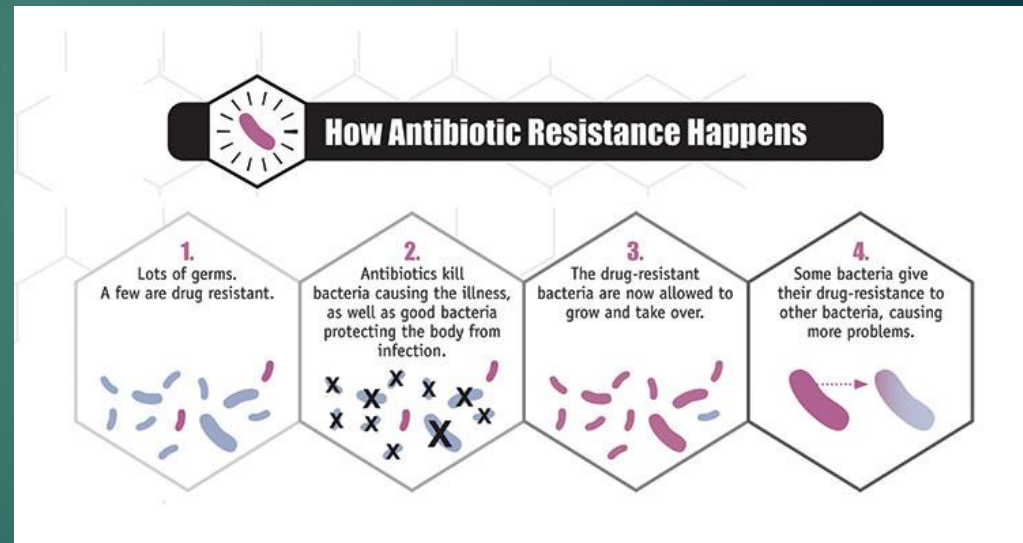 How Antibiotic Resistance Happens
1.
Lots of germs.
A few are drug resistant.
2.
Antibiotics kill
bacteria causing the illness,
as well as good bacteria
protecting the body from
infection.
X X X X X X X X X X
3.
The drug-resistant
bacteria are now allowed to
grow and take over.
4.
Some bacteria give
their drug-resistance to
other bacteria, causing
more problems.